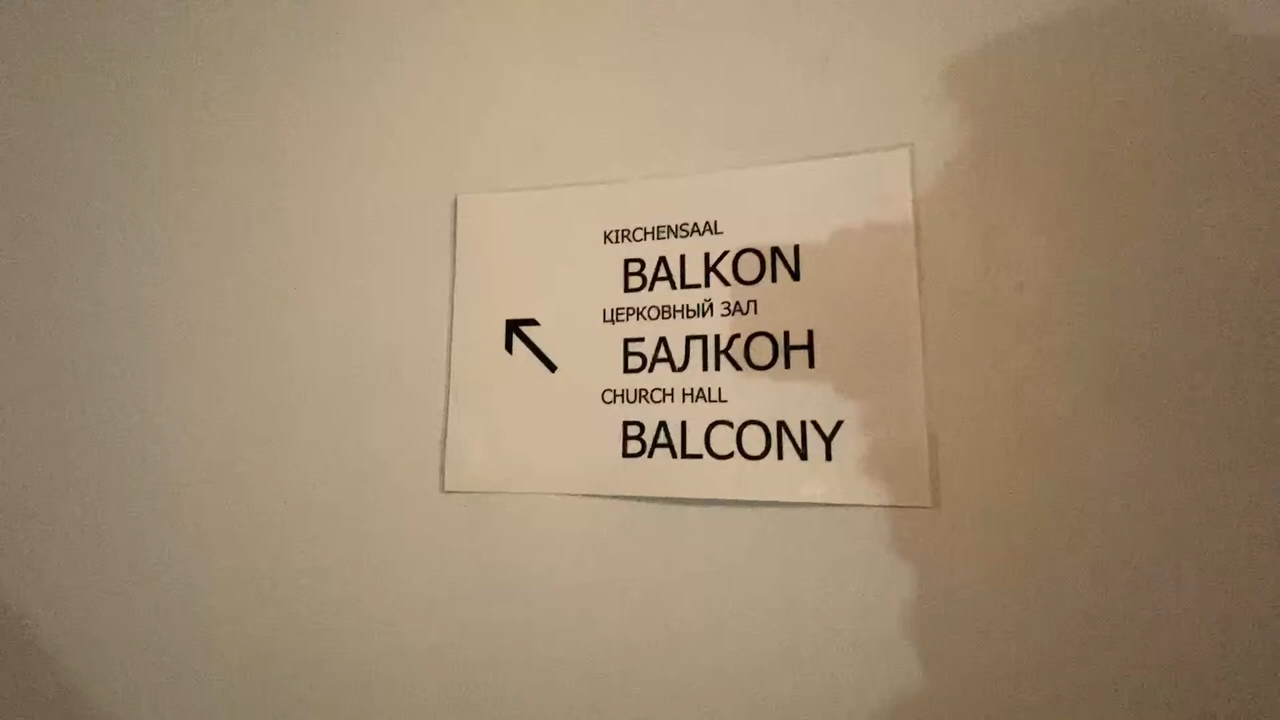 KIRCHENSAAL
BALKON
ЦЕРКОВНЫЙ ЗАЛ
БАЛКОН
CHURCH HALL
BALCONY